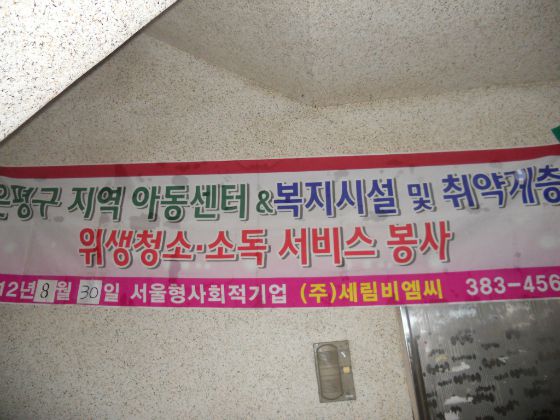 은평구 지역 아동센터 &복지시설 및 취약계층
위생청소·소독 서비스 봉사
12년 8월 30일 서울형사회적기업 (주)세림비엠씨 383-456